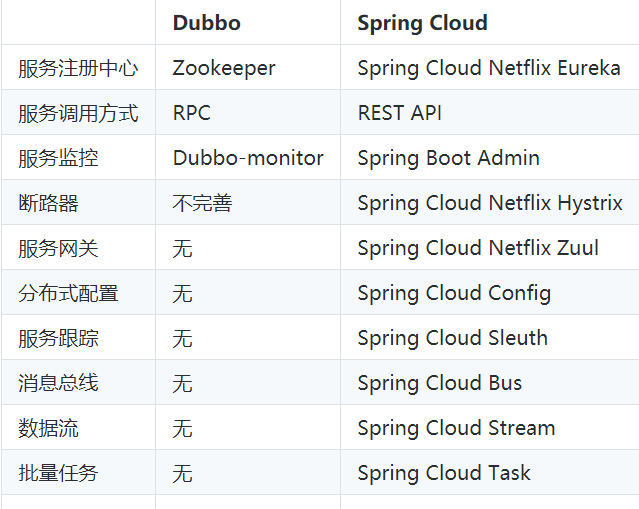 Dubbo Spring Cloud
服务注册中心 Zookeeper Spring Cloud Netflix Eureka
服务调用方式 RPC REST API
服务监控 Dubbo-monitor Spring Boot Admin
断路器 不完善 Spring Cloud Netflix Hystrix
服务网关 无 Spring Cloud Netflix Zuul
分布式配置 无 Spring Cloud Config
服务跟踪 无 Spring Cloud Sleuth
消息总线 无 Spring Cloud Bus
数据流 无 Spring Cloud Stream
批量任务 无 Spring Cloud Task